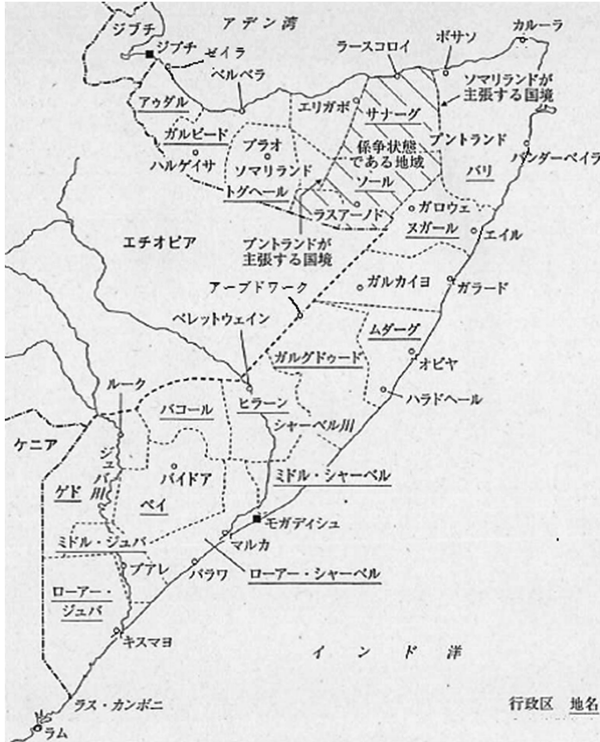 ジブチ
アデン湾
カルーラ
ジブチ
ゼイラ
ラースコロイ
ボサソ
ベルベラ
ソマリランドが
主張する国境
アゥダル
エリガボ
サナーグ
ガルビード
ブラオ
係争状態
である地域
プントランド
バンダーベイラ
ハルゲイサ
ソマリランド
バリ
トグヘール
ソール
ラスアーノド
ガロウェ
ヌガール
エイル
エチオピア
プントランドが
主張する国境
ガルカイヨ
ガラード
アーブドワーク
ベレットウェイン
ムダーグ
ガルグドゥード
オビヤ
ルーク
バコール
ヒラーン
ハラドヘール
シャーベル川
ケニア
ジュバ川
ゲド
バイドア
ベイ
ミドル・シャーベル
モガディシュ
ミドル・ジュバ
マルカ
ブアレ
バラワ
ローアー・シャーベル
ローアー・
ジュバ
キスマヨ
インド洋
ラス・カンボニ
行政区 地名
ラム